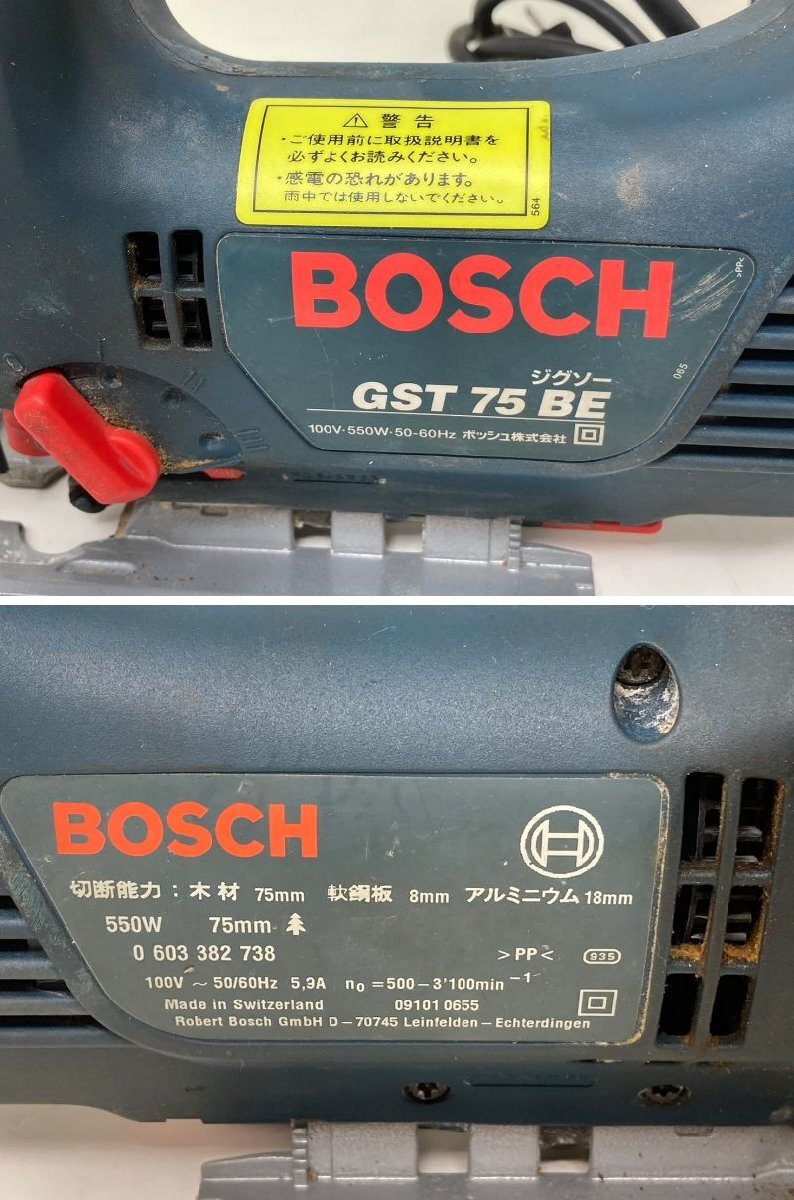 ⚠ 警告
・ご使用前に取扱説明書を
必ずよくお読みください。
・感電の恐れがあります。
雨中では使用しないでください。
564
BOSCH
>PP<
065
ジグソー
GST 75 BE
100V・550W・50-60Hz ボッシュ株式会社
0
I
II
III
BOSCH
切断能力：木材 75mm 軟鋼板 8mm アルミニウム 18mm
550W 75mm
0 603 382 738 >PP< 935
100V ~ 50/60Hz 5,9A n₀ =500–3'100min⁻¹
Made in Switzerland 09101 0655
Robert Bosch GmbH D–70745 Leinfelden–Echterdingen